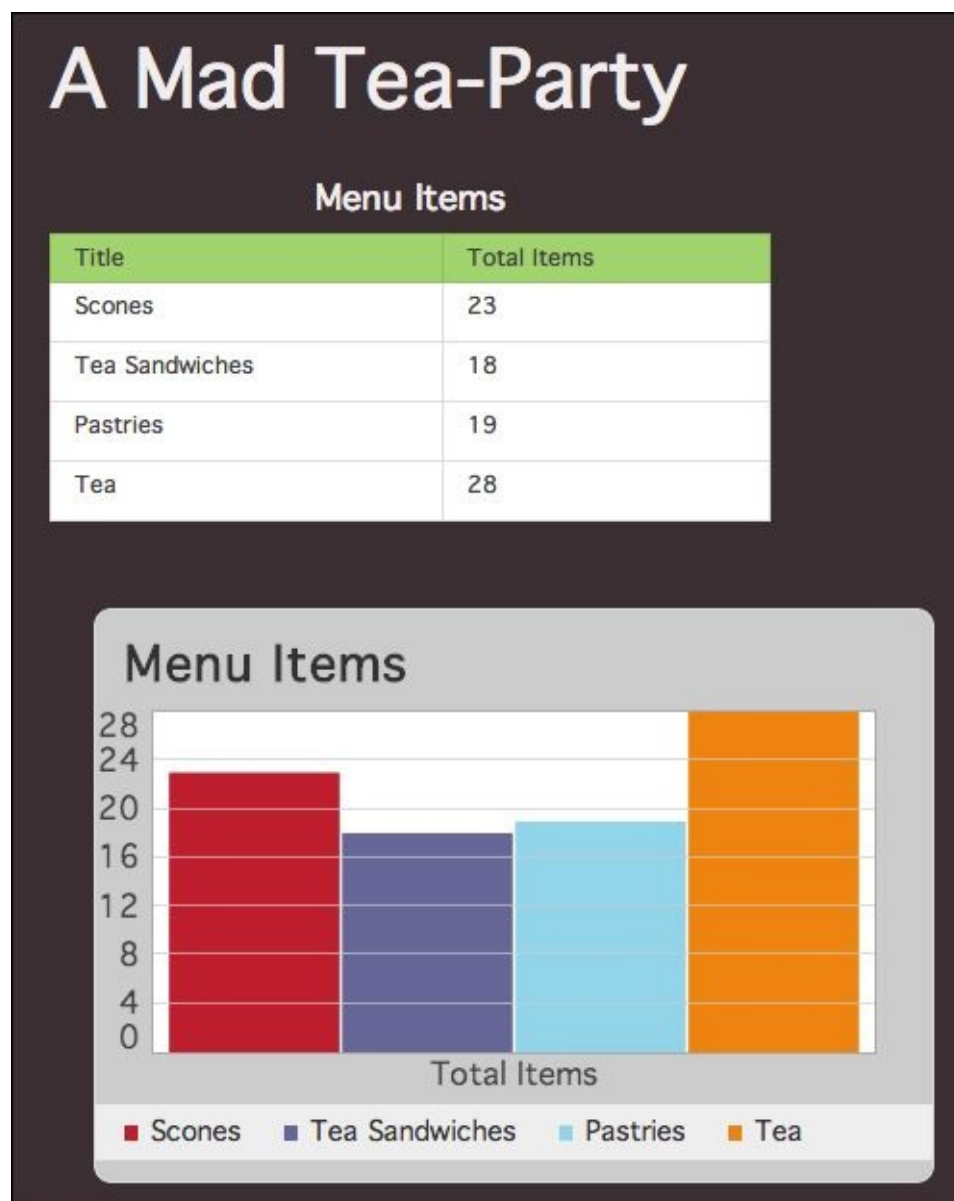 A Mad Tea-Party
Menu Items
Title Total Items
Scones 23
Tea Sandwiches 18
Pastries 19
Tea 28
Menu Items
28
24
20
16
12
8
4
0
Total Items
Scones Tea Sandwiches Pastries Tea